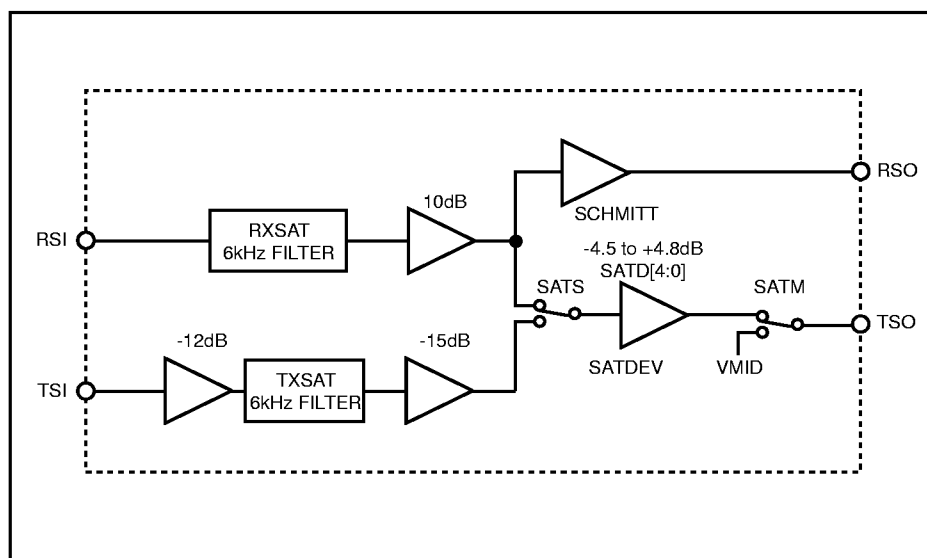 RSO
10dB
SCHMITT
RSI
RXSAT
6kHz FILTER
-4.5 to +4.8dB
SATD[4:0]
SATS
SATM
TSO
-12dB
-15dB
SATDEV
VMID
TSI
TXSAT
6kHz FILTER